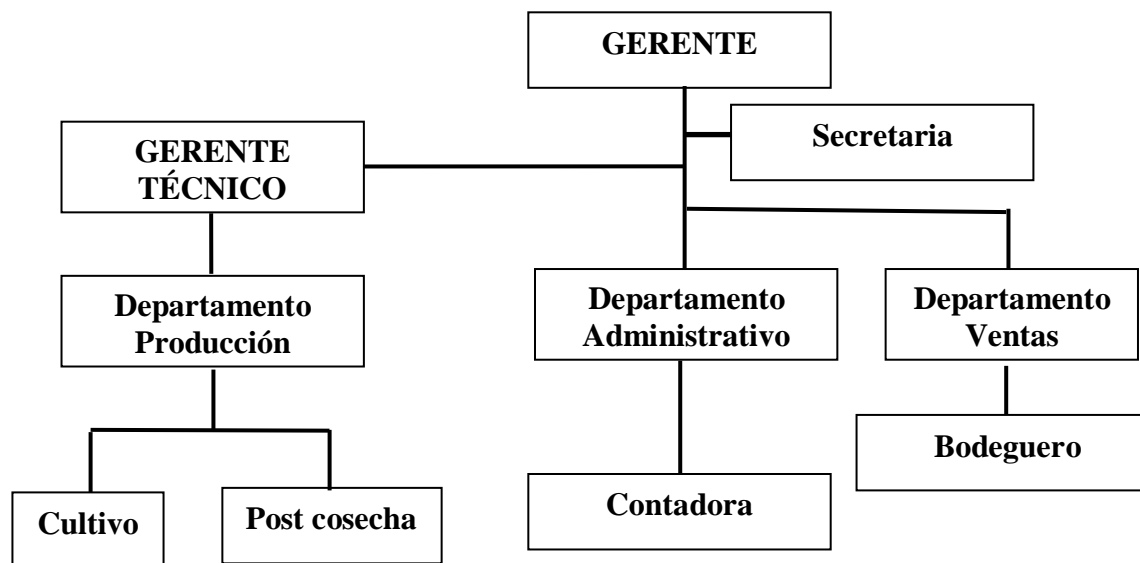 GERENTE
Secretaria
GERENTE
TÉCNICO
Departamento
Producción
Departamento
Administrativo
Departamento
Ventas
Bodeguero
Cultivo
Post cosecha
Contadora